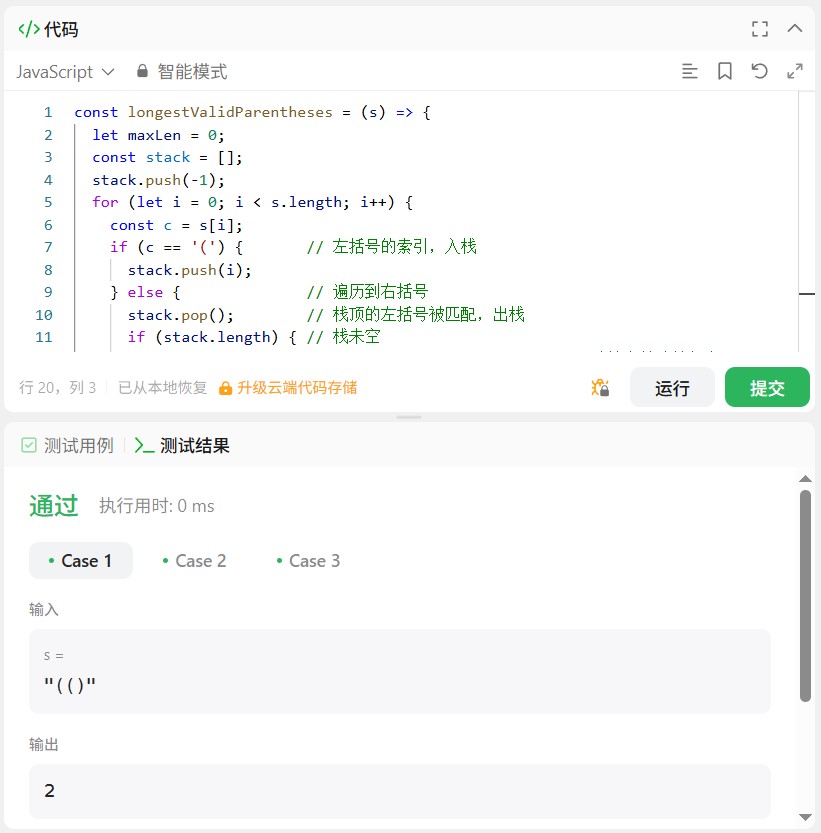 </> 代码
JavaScript 智能模式
1 const longestValidParentheses = (s) => {
2 let maxLen = 0;
3 const stack = [];
4 stack.push(-1);
5 for (let i = 0; i < s.length; i++) {
6 const c = s[i];
7 if (c == '(') { // 左括号的索引，入栈
8 stack.push(i);
9 } else { // 遍历到右括号
10 stack.pop(); // 栈顶的左括号被匹配，出栈
11 if (stack.length) { // 栈未空
行 20，列 3 已从本地恢复 升级云端代码存储 运行 提交
测试用例 测试结果
通过 执行用时: 0 ms
Case 1 Case 2 Case 3
输入
s =
"(()"
输出
2